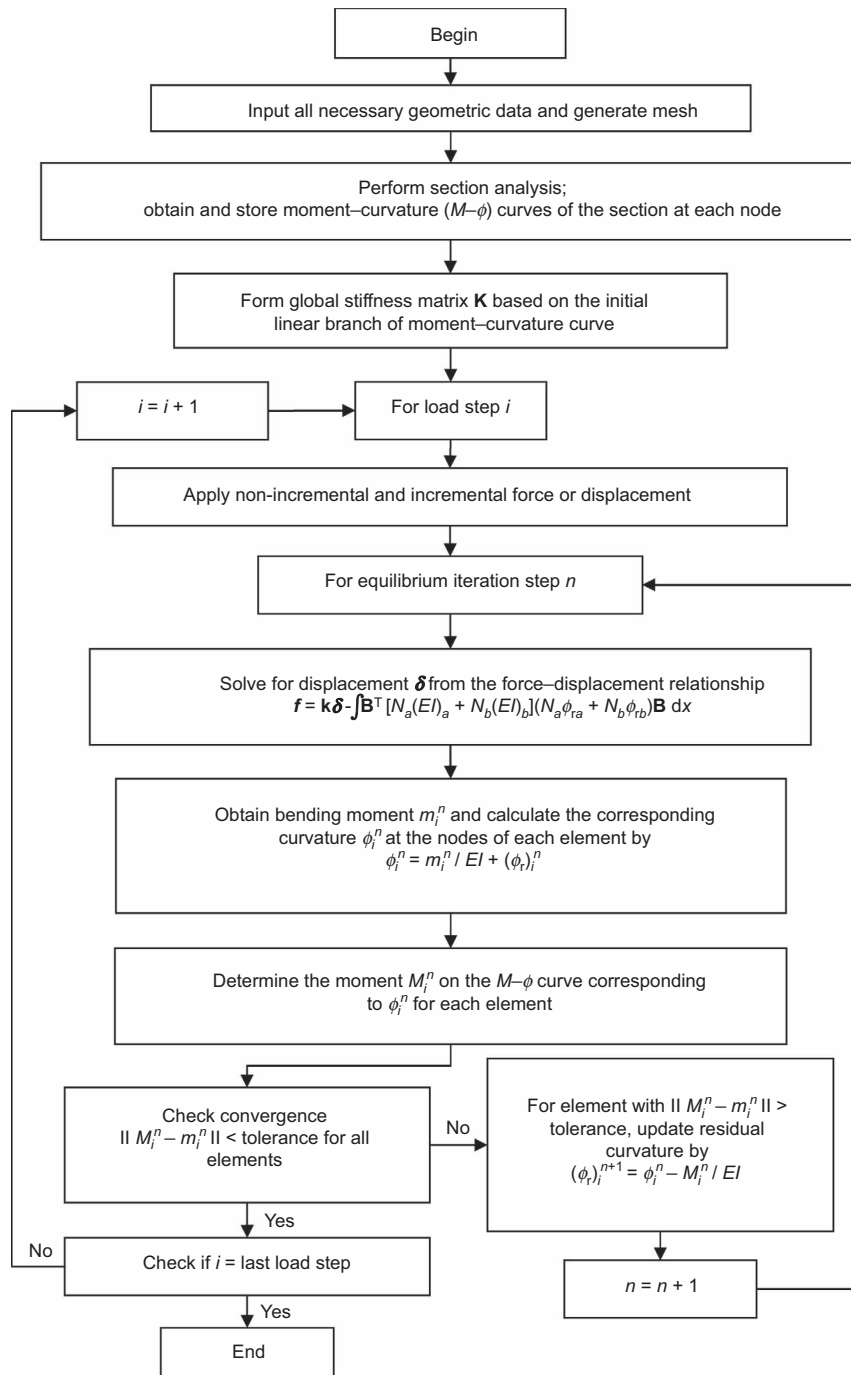 Begin
Input all necessary geometric data and generate mesh
Perform section analysis;
obtain and store moment–curvature (M–ϕ) curves of the section at each node
Form global stiffness matrix K based on the initial
linear branch of moment–curvature curve
i = i + 1
For load step i
Apply non-incremental and incremental force or displacement
For equilibrium iteration step n
Solve for displacement δ from the force–displacement relationship
f = kδ-∫Bᵀ [Nₐ(EI)ₐ + N_b(EI)_b](Nₐϕ_ra + N_bϕ_rb)B dx
Obtain bending moment m_i^n and calculate the corresponding
curvature ϕ_i^n at the nodes of each element by
ϕ_i^n = m_i^n / EI + (ϕ_r)_i^n
Determine the moment M_i^n on the M–ϕ curve corresponding
to ϕ_i^n for each element
Check convergence
II M_i^n – m_i^n II < tolerance for all
elements
No
For element with II M_i^n – m_i^n II >
tolerance, update residual
curvature by
(ϕ_r)_i^{n+1} = ϕ_i^n – M_i^n / EI
Yes
No
Check if i = last load step
n = n + 1
Yes
End